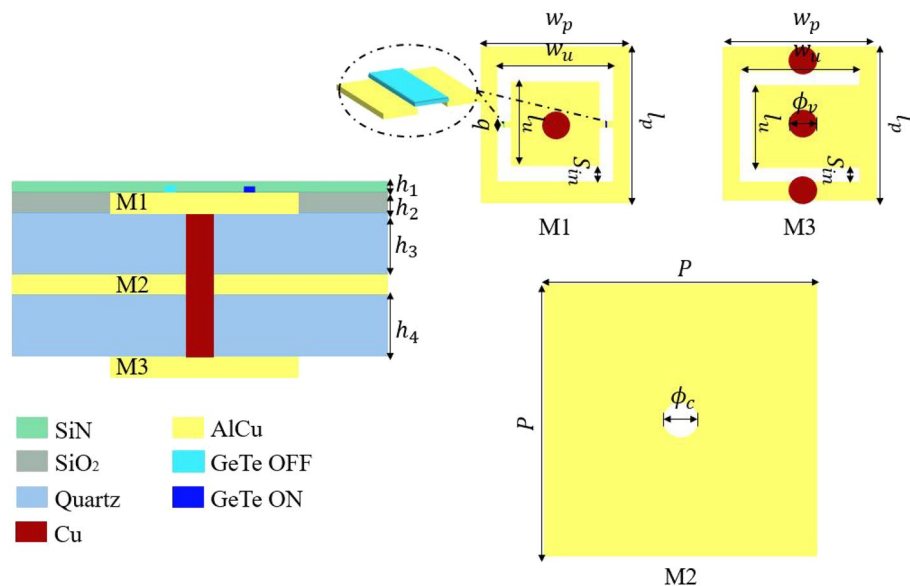 w_p
w_u
l_p
l_u
q
S_in
M1
w_p
w_u
ϕ_v
l_p
l_u
S_in
M3
h_1
h_2
h_3
h_4
M1
M2
M3
P
P
ϕ_c
M2
SiN
SiO₂
Quartz
Cu
AlCu
GeTe OFF
GeTe ON